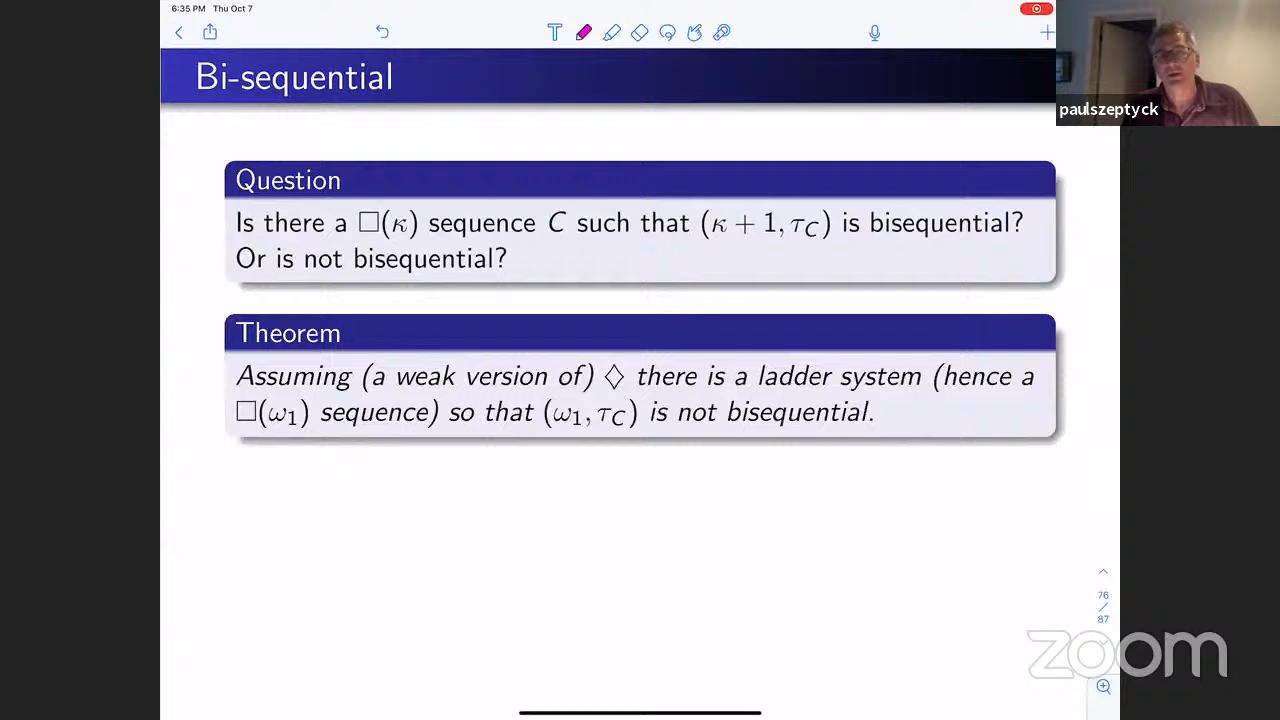 6:35 PM Thu Oct 7
Bi-sequential
paulszeptyck
Question
Is there a □(κ) sequence C such that (κ + 1, τ_C) is bisequential?
Or is not bisequential?
Theorem
Assuming (a weak version of) ♢ there is a ladder system (hence a
□(ω₁) sequence) so that (ω₁, τ_C) is not bisequential.
76
/
87
zoom